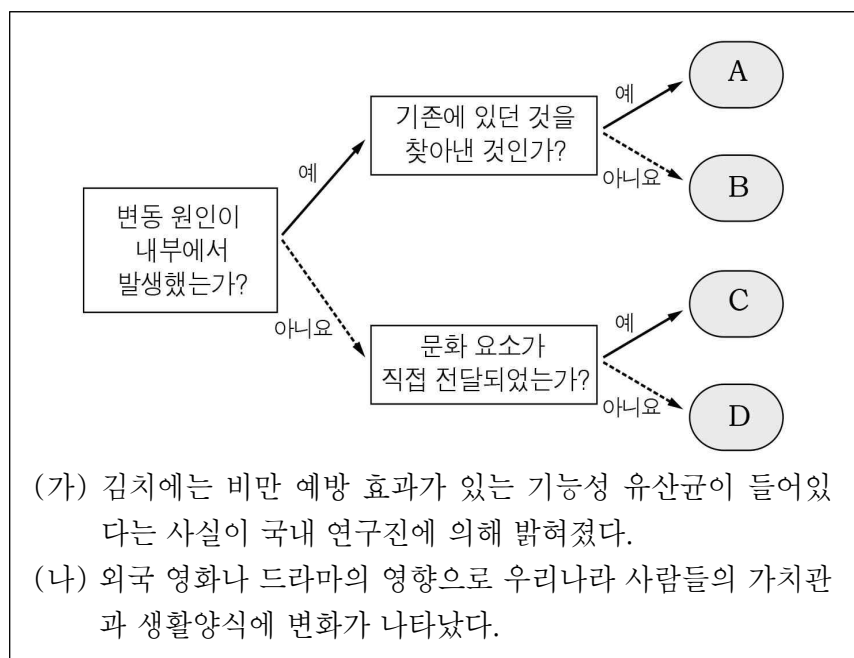 A
예
기존에 있던 것을
찾아낸 것인가?
예
아니요
B
변동 원인이
내부에서
발생했는가?
C
예
아니요
문화 요소가
직접 전달되었는가?
아니요
D
(가) 김치에는 비만 예방 효과가 있는 기능성 유산균이 들어있
다는 사실이 국내 연구진에 의해 밝혀졌다.
(나) 외국 영화나 드라마의 영향으로 우리나라 사람들의 가치관
과 생활양식에 변화가 나타났다.